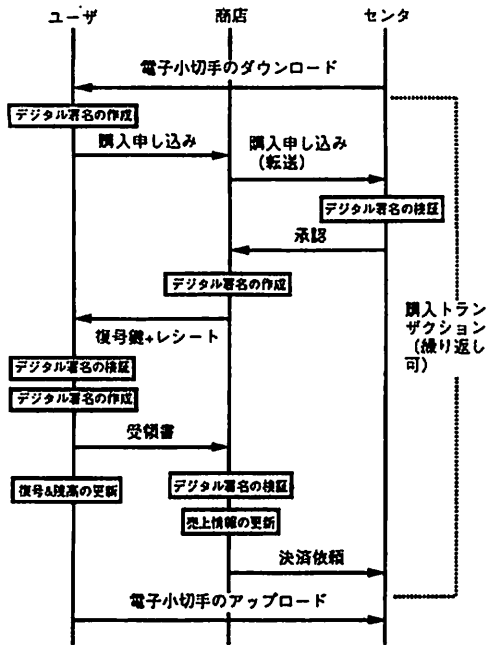 ユーザ
商店
センタ
電子小切手のダウンロード
デジタル署名の作成
購入申し込み
購入申し込み
（転送）
デジタル署名の検証
承認
デジタル署名の作成
復号鍵+レシート
購入トラン
ザクション
（繰り返し
可）
デジタル署名の検証
デジタル署名の作成
受領書
復号&残高の更新
デジタル署名の検証
売上情報の更新
決済依頼
電子小切手のアップロード